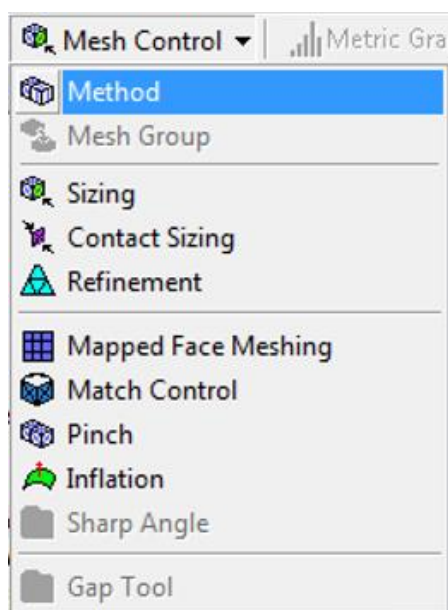 Mesh Control
Metric Gra
Method
Mesh Group
Sizing
Contact Sizing
Refinement
Mapped Face Meshing
Match Control
Pinch
Inflation
Sharp Angle
Gap Tool